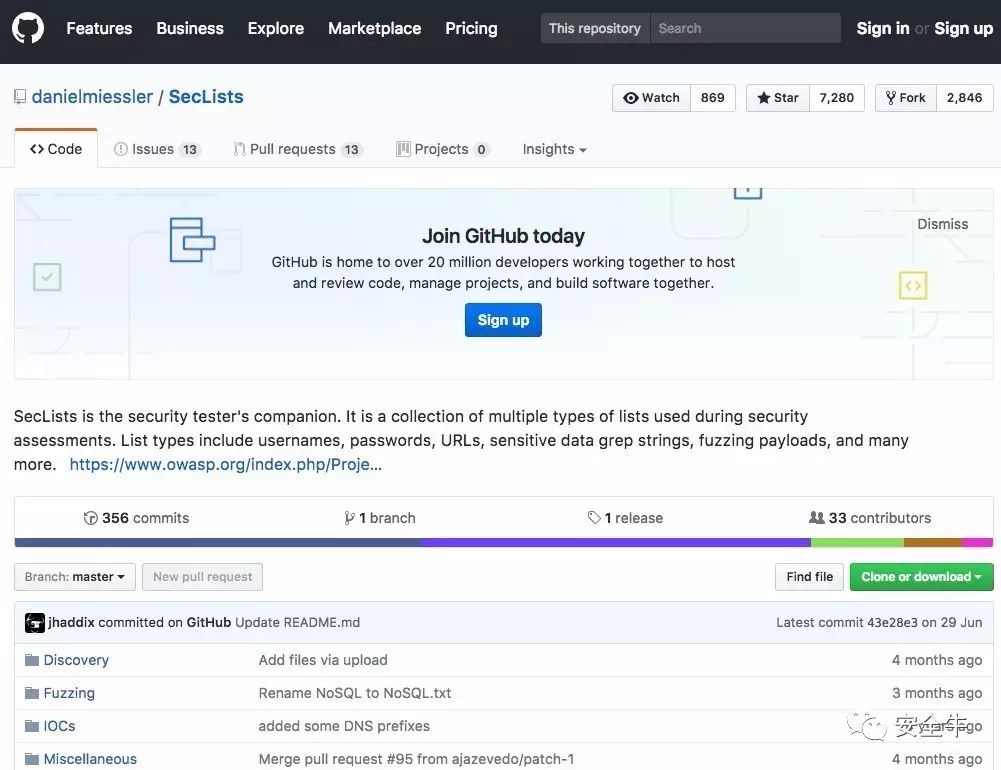 Features Business Explore Marketplace Pricing This repository Search Sign in or Sign up
danielmiessler / SecLists Watch 869 Star 7,280 Fork 2,846
Code Issues 13 Pull requests 13 Projects 0 Insights
Dismiss
Join GitHub today
GitHub is home to over 20 million developers working together to host
and review code, manage projects, and build software together.
Sign up
SecLists is the security tester's companion. It is a collection of multiple types of lists used during security
assessments. List types include usernames, passwords, URLs, sensitive data grep strings, fuzzing payloads, and many
more. https://www.owasp.org/index.php/Proje...
356 commits 1 branch 1 release 33 contributors
Branch: master New pull request Find file Clone or download
jhaddix committed on GitHub Update README.md Latest commit 43e28e3 on 29 Jun
Discovery Add files via upload 4 months ago
Fuzzing Rename NoSQL to NoSQL.txt 3 months ago
IOCs added some DNS prefixes ago
安全牛
Miscellaneous Merge pull request #95 from ajazevedo/patch-1 4 months ago